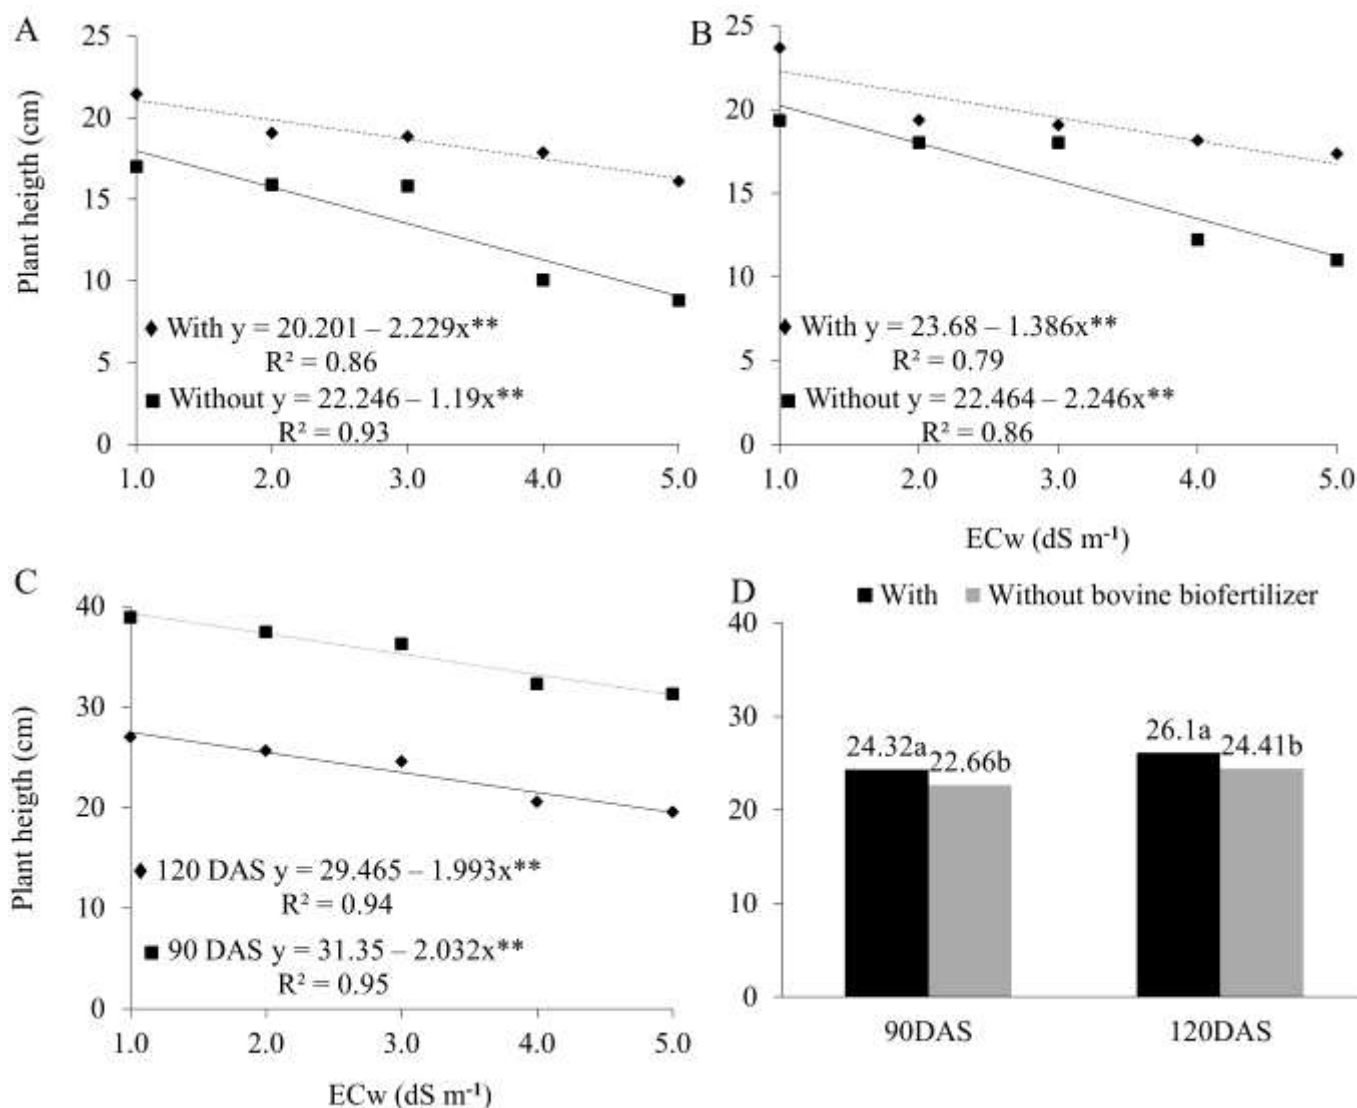 A
Plant heigth (cm)
25
20
15
10
5
0
With y = 20.201 – 2.229x**
R² = 0.86
Without y = 22.246 – 1.19x**
R² = 0.93
1.0 2.0 3.0 4.0 5.0
B
25
20
15
10
5
0
With y = 23.68 – 1.386x**
R² = 0.79
Without y = 22.464 – 2.246x**
R² = 0.86
1.0 2.0 3.0 4.0 5.0
ECw (dS m⁻¹)
C
Plant heigth (cm)
40
30
20
10
0
120 DAS y = 29.465 – 1.993x**
R² = 0.94
90 DAS y = 31.35 – 2.032x**
R² = 0.95
1.0 2.0 3.0 4.0 5.0
ECw (dS m⁻¹)
D
With Without bovine biofertilizer
40
30
20
10
0
24.32a 22.66b 26.1a 24.41b
90DAS 120DAS